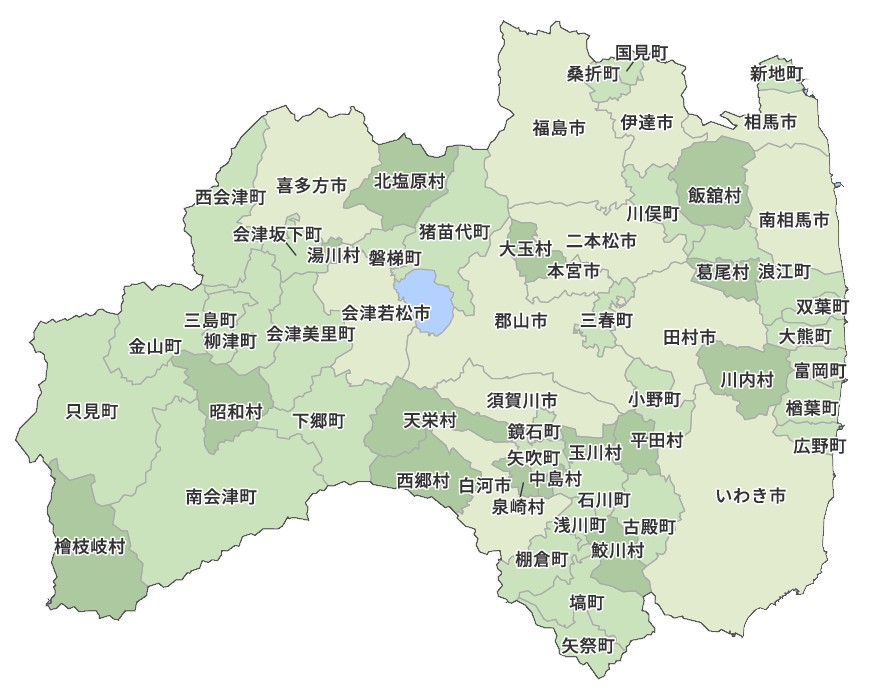 国見町
桑折町
新地町
福島市
伊達市
相馬市
喜多方市
北塩原村
西会津町
飯舘村
川俣町
南相馬市
会津坂下町
猪苗代町
湯川村
磐梯町
大玉村
二本松市
本宮市
葛尾村
浪江町
双葉町
会津若松市
三島町
郡山市
三春町
会津美里町
柳津町
金山町
田村市
大熊町
富岡町
川内村
只見町
昭和村
下郷町
天栄村
須賀川市
小野町
楢葉町
鏡石町
平田村
広野町
矢吹町
玉川村
西郷村
白河市
中島村
南会津町
泉崎村
石川町
いわき市
浅川町
古殿町
檜枝岐村
棚倉町
鮫川村
塙町
矢祭町